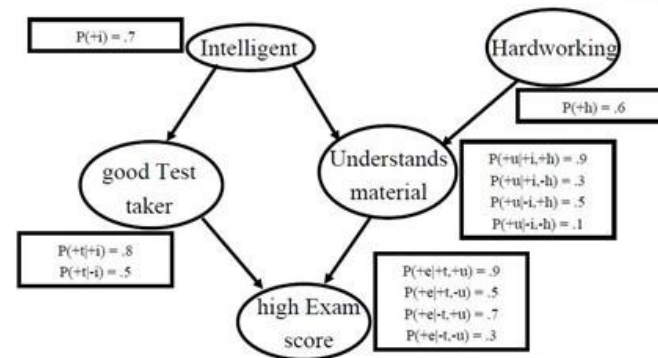 P(+i) = .7
Intelligent
Hardworking
P(+h) = .6
good Test
taker
Understands
material
P(+u|+i,+h) = .9
P(+u|+i,-h) = .3
P(+u|-i,+h) = .5
P(+u|-i,-h) = .1
P(+t|+i) = .8
P(+t|-i) = .5
high Exam
score
P(+e|+t,+u) = .9
P(+e|+t,-u) = .5
P(+e|-t,+u) = .7
P(+e|-t,-u) = .3